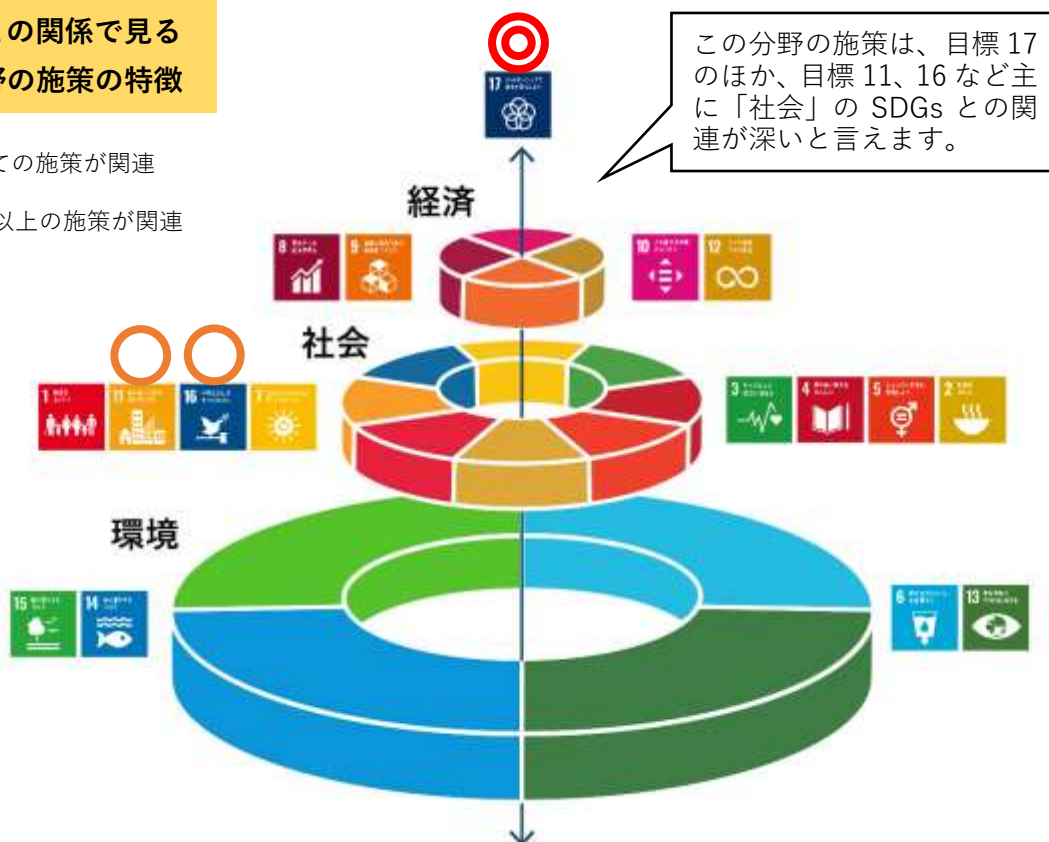 の関係で見る
野の施策の特徴
ての施策が関連
以上の施策が関連
この分野の施策は、目標 17
のほか、目標 11、16 など主
に「社会」の SDGs との関
連が深いと言えます。
17
経済
8
9
10
12
社会
1
11
16
7
3
4
5
2
環境
15
14
6
13